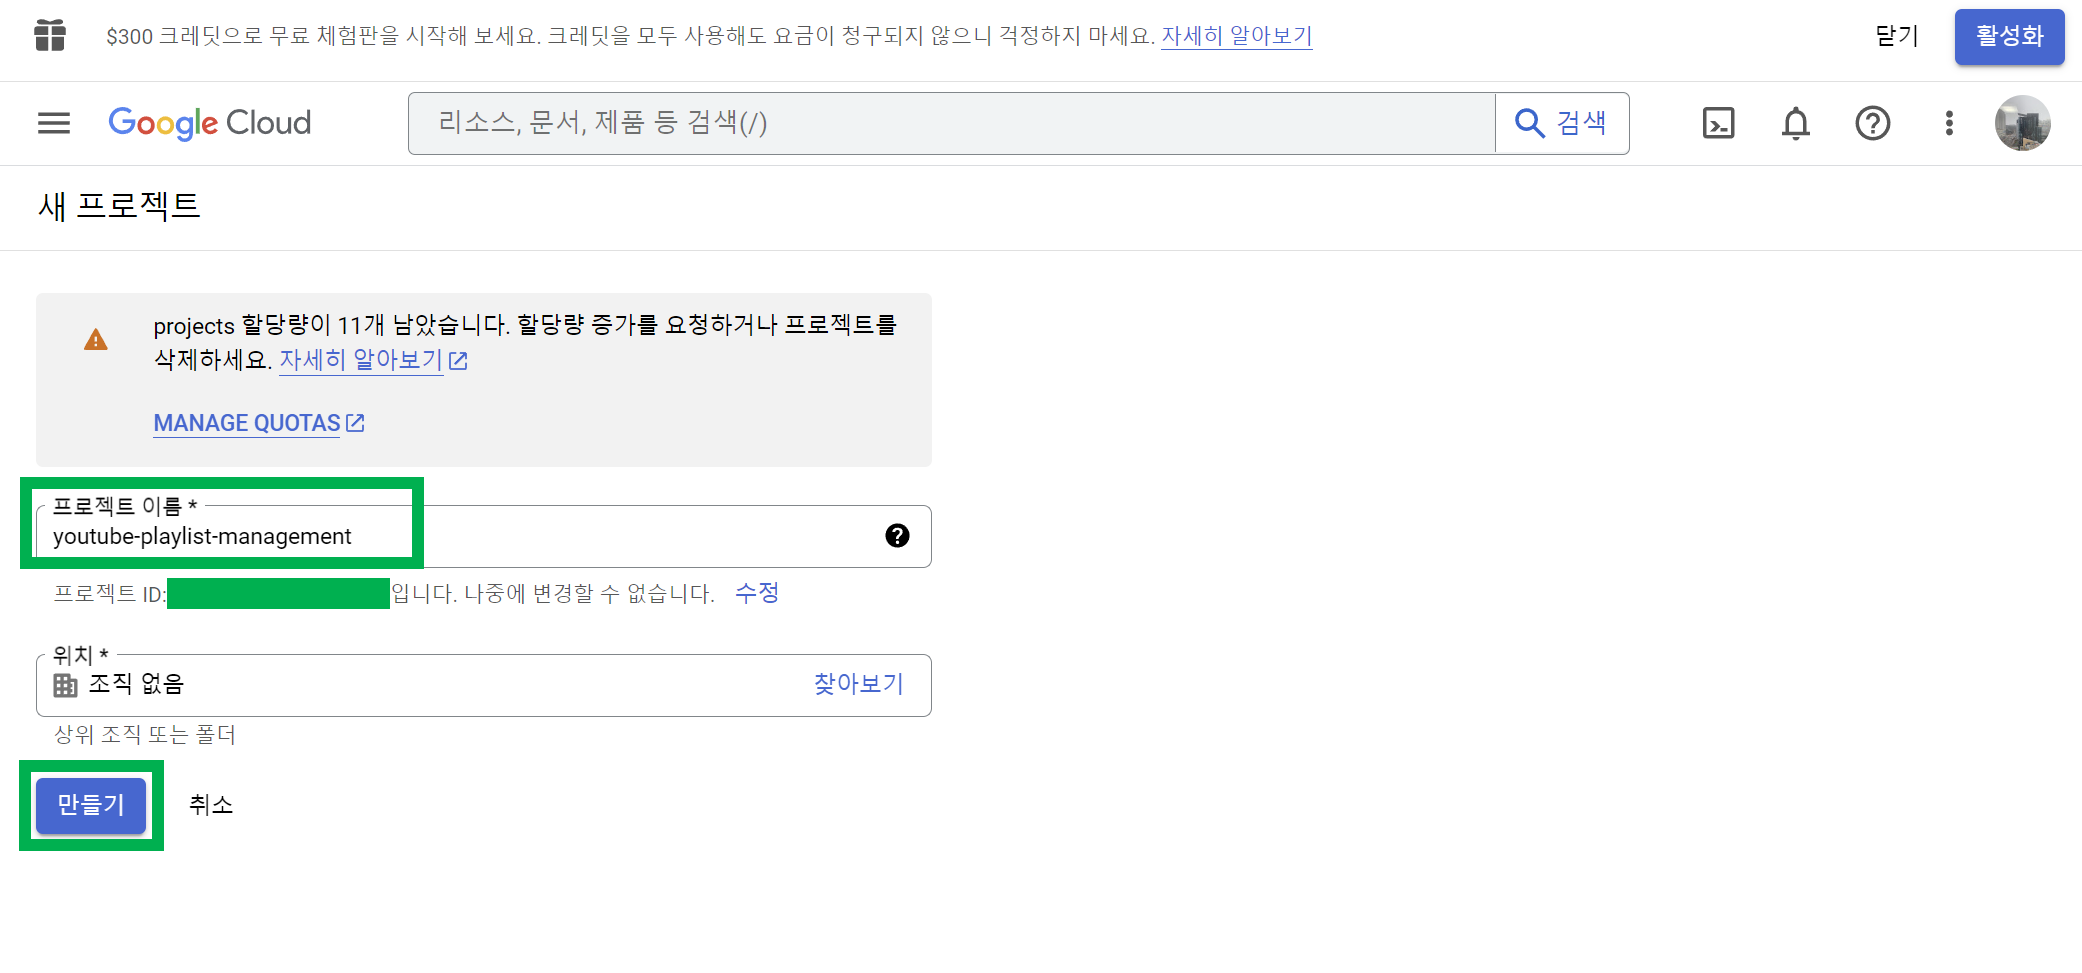 $300 크레딧으로 무료 체험판을 시작해 보세요. 크레딧을 모두 사용해도 요금이 청구되지 않으니 걱정하지 마세요. 자세히 알아보기
닫기
활성화
Google Cloud
리소스, 문서, 제품 등 검색(/)
검색
새 프로젝트
projects 할당량이 11개 남았습니다. 할당량 증가를 요청하거나 프로젝트를
삭제하세요. 자세히 알아보기
MANAGE QUOTAS
프로젝트 이름 *
youtube-playlist-management
프로젝트 ID: 입니다. 나중에 변경할 수 없습니다. 수정
위치 *
조직 없음
찾아보기
상위 조직 또는 폴더
만들기
취소